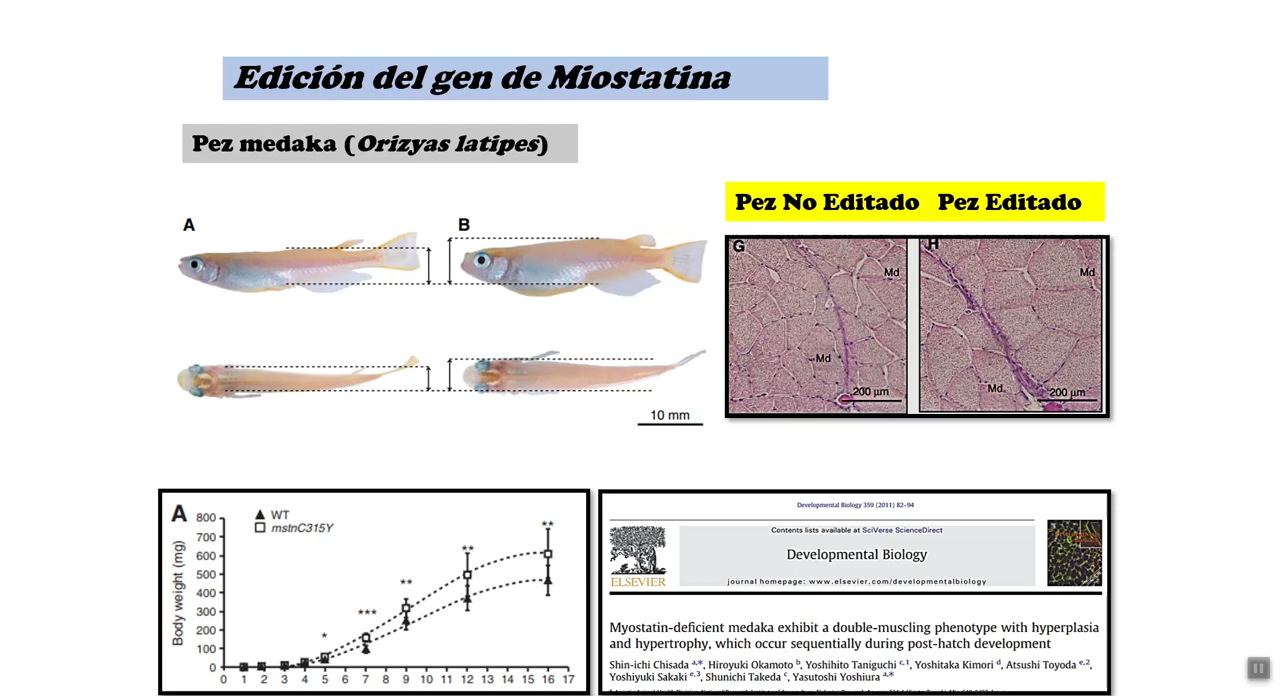 Edición del gen de Miostatina
Pez medaka (Orizyas latipes)
Pez No Editado Pez Editado
A
B
10 mm
G
Md
Md
200 µm
H
Md
Md
200 µm
A
WT
mstnC315Y
Body weight (mg)
800
700
600
500
400
300
200
100
0
* *** ** ** **
0 1 2 3 4 5 6 7 8 9 10 11 12 13 14 15 16 17
Developmental Biology 359 (2011) 82–94
Contents lists available at SciVerse ScienceDirect
Developmental Biology
journal homepage: www.elsevier.com/developmentalbiology
ELSEVIER
Myostatin-deficient medaka exhibit a double-muscling phenotype with hyperplasia
and hypertrophy, which occur sequentially during post-hatch development
Shin-ichi Chisada a,*, Hiroyuki Okamoto b, Yoshihito Taniguchi c,1, Yoshitaka Kimori d, Atsushi Toyoda e,2,
Yoshiyuki Sakaki e,3, Shunichi Takeda c, Yasutoshi Yoshiura a,*